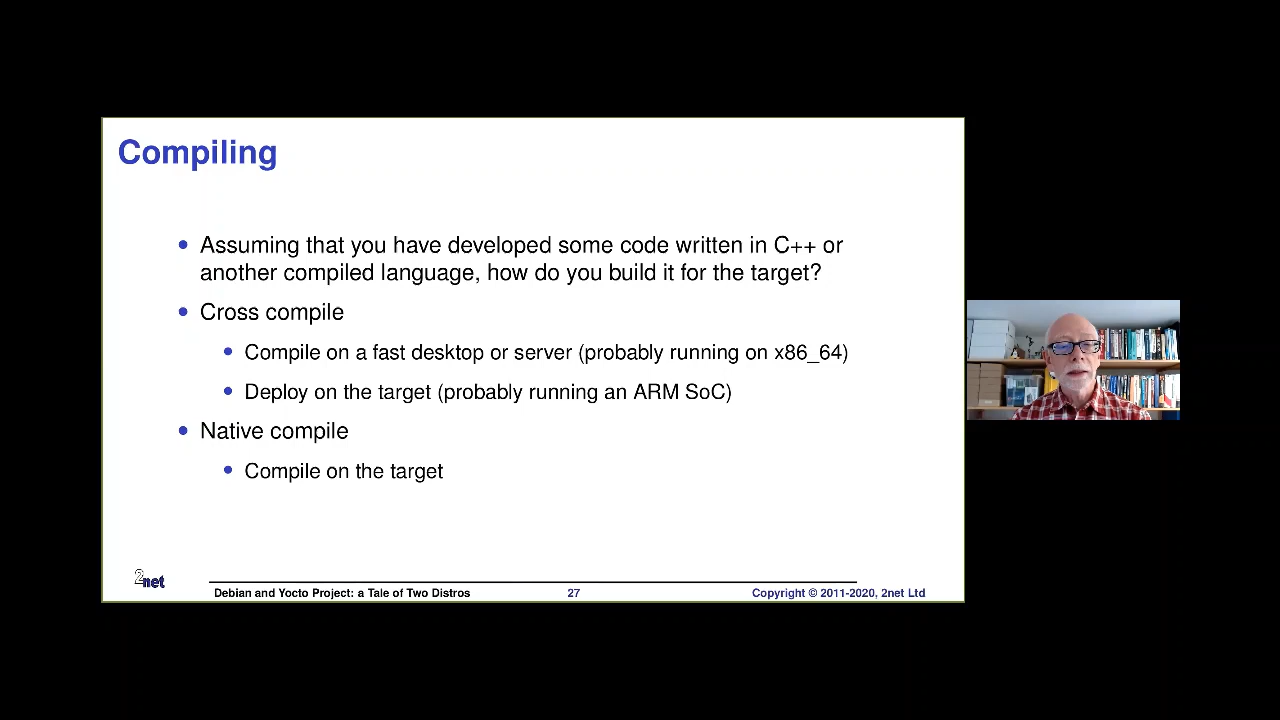 Compiling
Assuming that you have developed some code written in C++ or
another compiled language, how do you build it for the target?
Cross compile
Compile on a fast desktop or server (probably running on x86_64)
Deploy on the target (probably running an ARM SoC)
Native compile
Compile on the target
2net
Debian and Yocto Project: a Tale of Two Distros
27
Copyright © 2011-2020, 2net Ltd